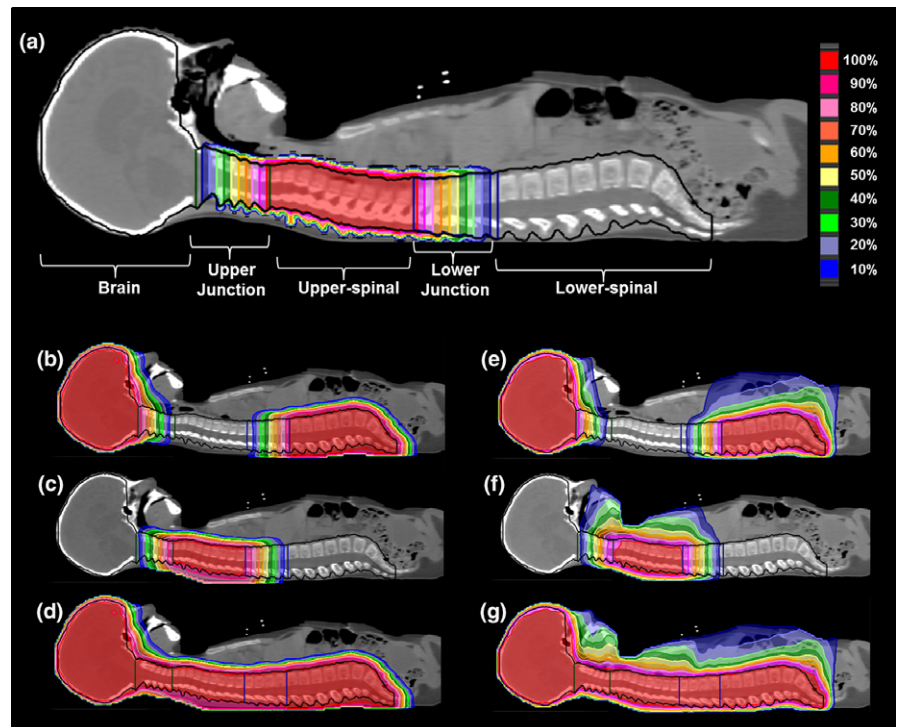 (a)
100%
90%
80%
70%
60%
50%
40%
30%
20%
10%
Brain
Upper
Junction
Upper-spinal
Lower
Junction
Lower-spinal
(b)
(e)
(c)
(f)
(d)
(g)